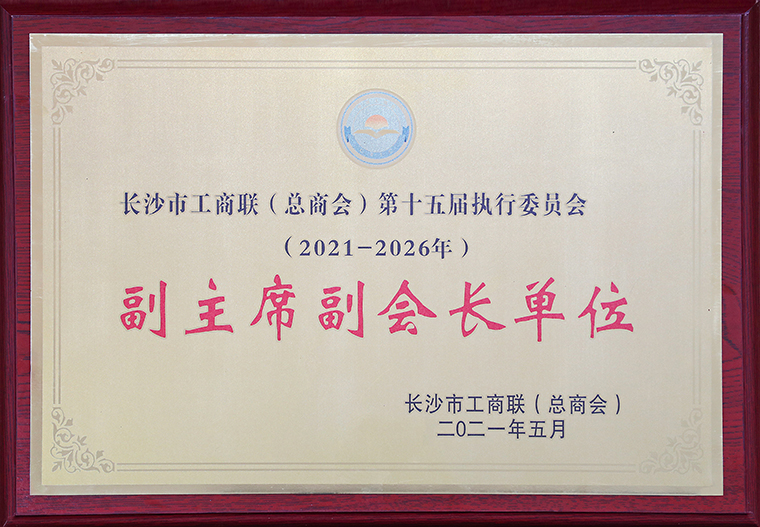 长沙市工商联（总商会）第十五届执行委员会
（2021-2026年）
副主席副会长单位
长沙市工商联（总商会）
二0二一年五月